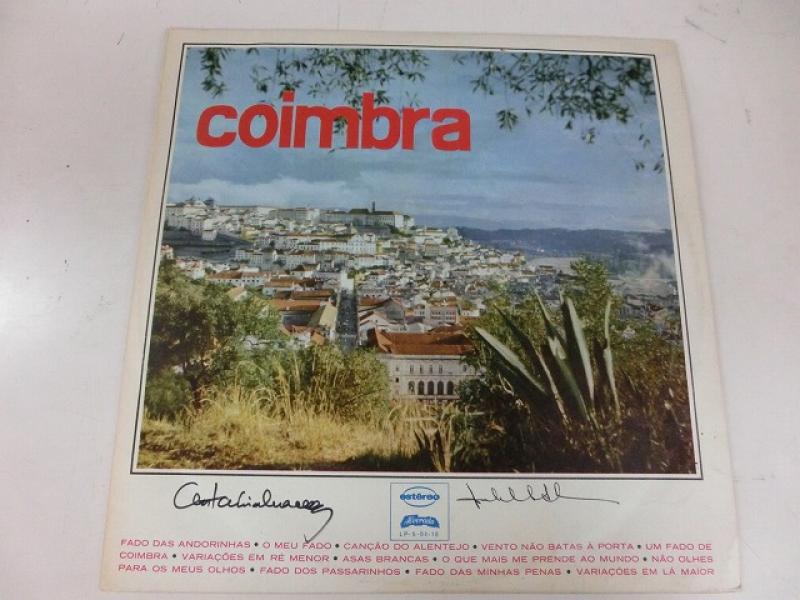 coimbra
estéreo
Alvorada
LP-S-04-18
FADO DAS ANDORINHAS • O MEU FADO • CANÇÃO DO ALENTEJO • VENTO NÃO BATAS À PORTA • UM FADO DE
COIMBRA • VARIAÇÕES EM RÉ MENOR • ASAS BRANCAS • O QUE MAIS ME PRENDE AO MUNDO • NÃO OLHES
PARA OS MEUS OLHOS • FADO DOS PASSARINHOS • FADO DAS MINHAS PENAS • VARIAÇÕES EM LÁ MAIOR